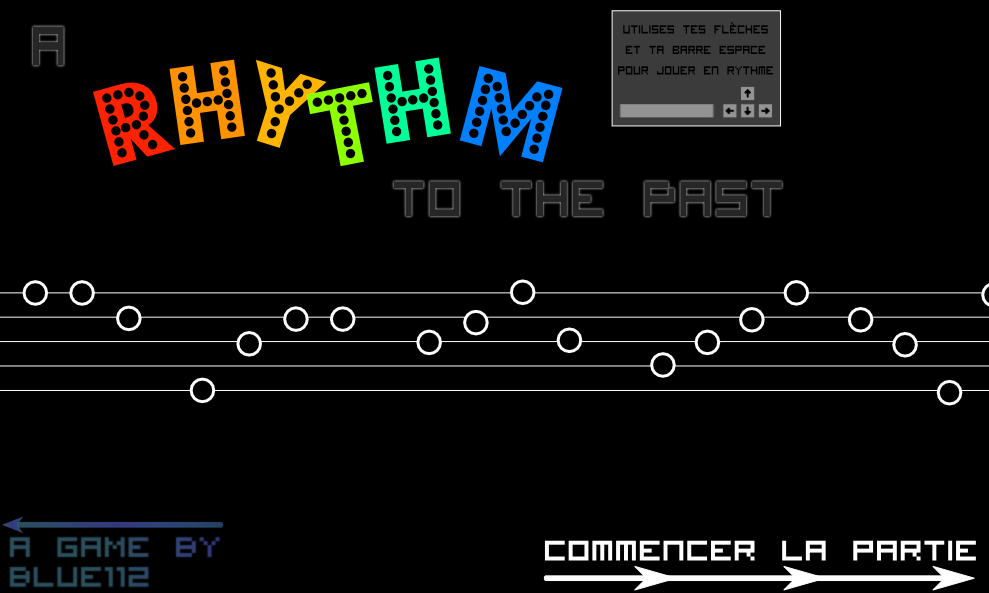 A
RHYTHM
TO THE PAST
UTILISES TES FLÈCHES
ET TA BARRE ESPACE
POUR JOUER EN RYTHME
A GAME BY
BLUE112
COMMENCER LA PARTIE